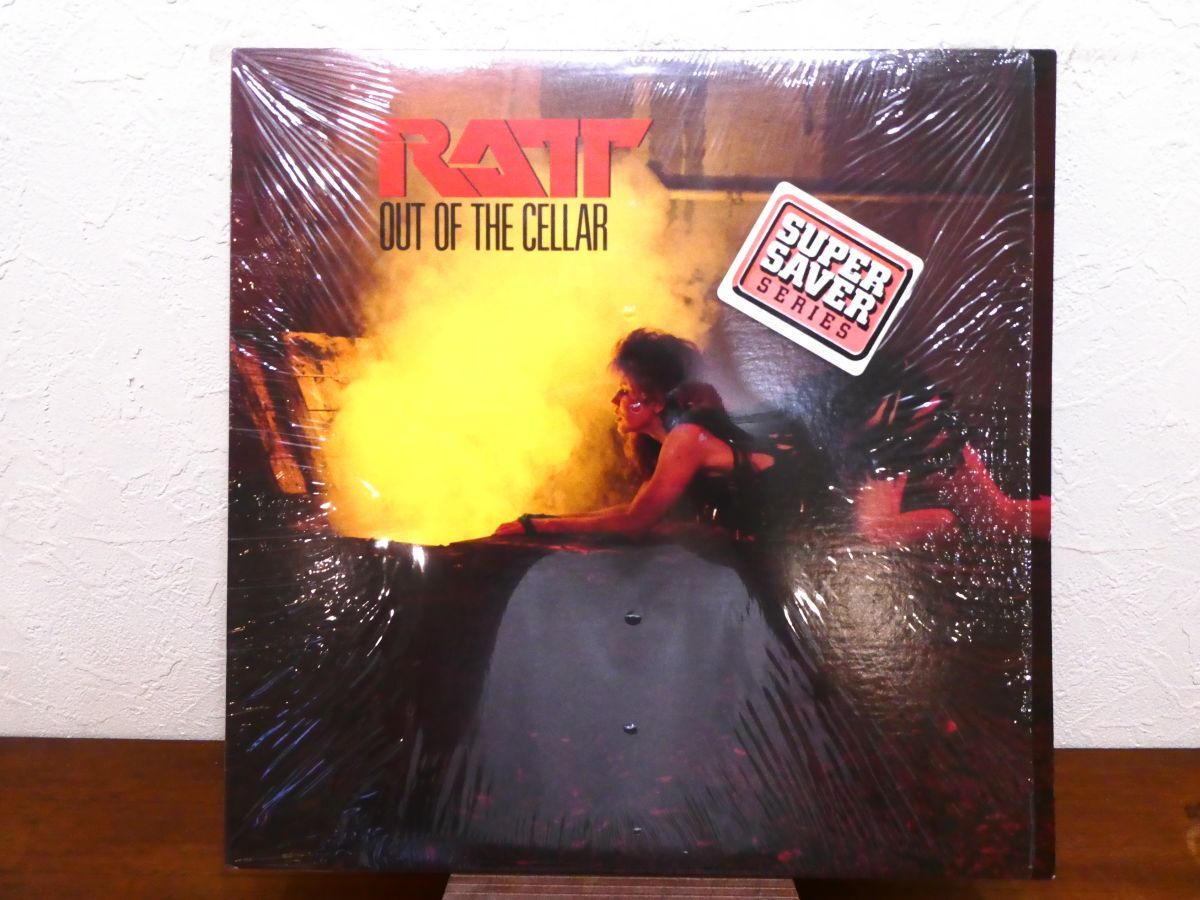 RATT
OUT OF THE CELLAR
SUPER
SAVER
SERIES